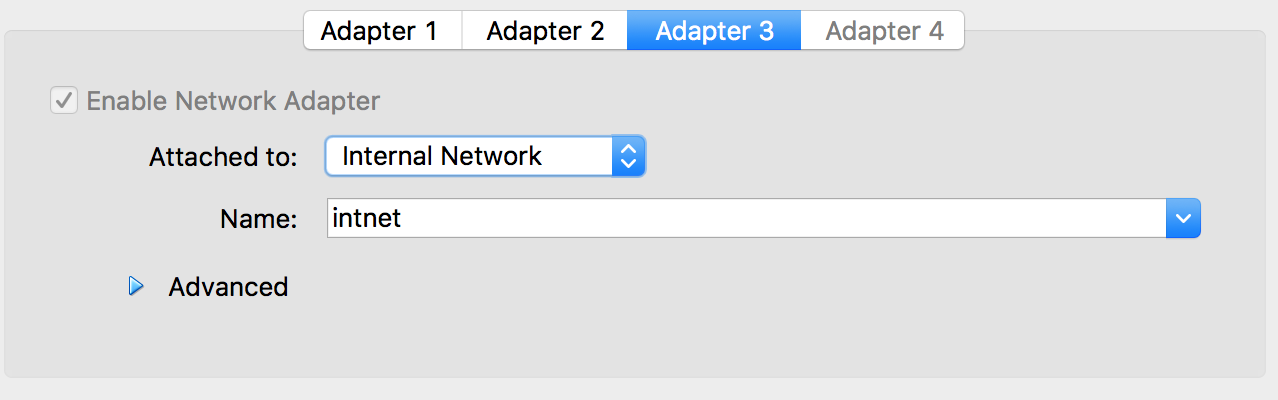 Adapter 1 Adapter 2 Adapter 3 Adapter 4
Enable Network Adapter
Attached to: Internal Network
Name: intnet
Advanced